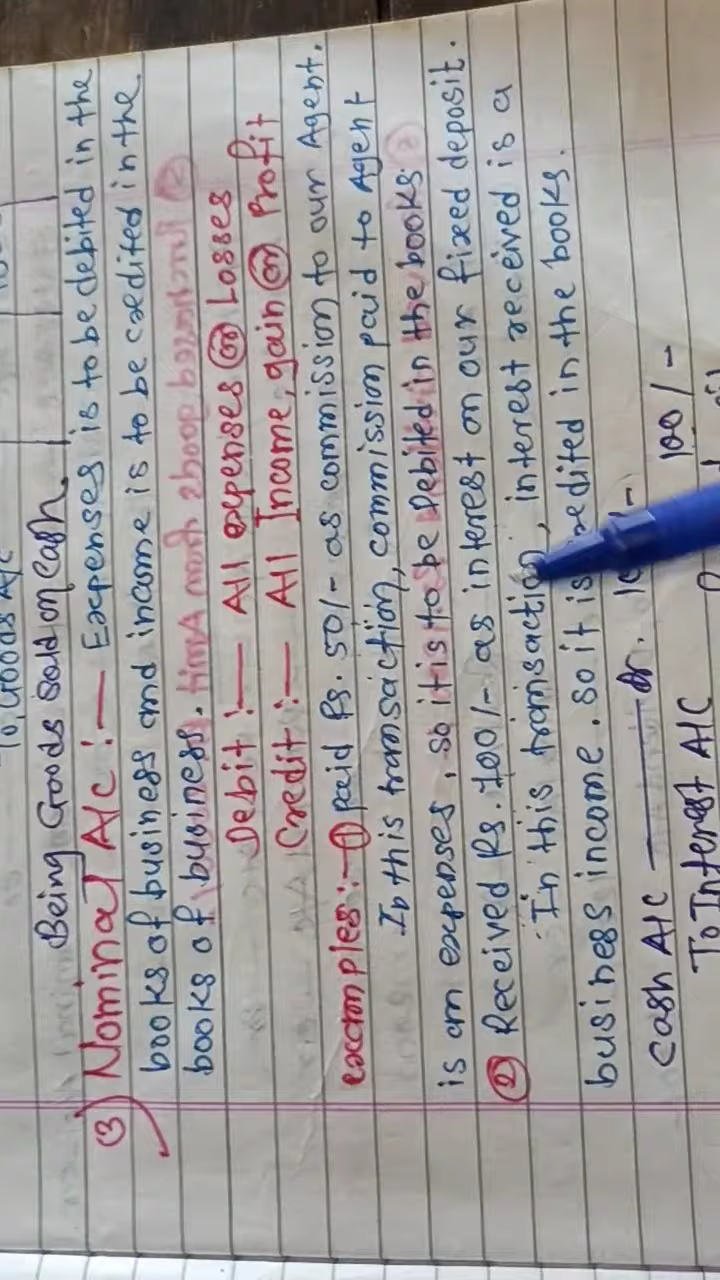 To, Goods A/c
Being Goods Sold on Cash.
③ Nominal A/C :— Expenses is to be debited in the
books of business and income is to be credited in the
books of business.
Debit :— All expenses or Losses
Credit :— All Income, gain or Profit
examples:- ① paid Rs. 50/- as commission to our Agent.
In this transaction, commission paid to Agent
is an expenses, so it is to be Debited in the books.
② Received Rs. 100/- as interest on our fixed deposit.
In this transaction, interest received is a
business income. so it is credited in the books.
Cash A/C — Dr.
To Interest A/C 100/-